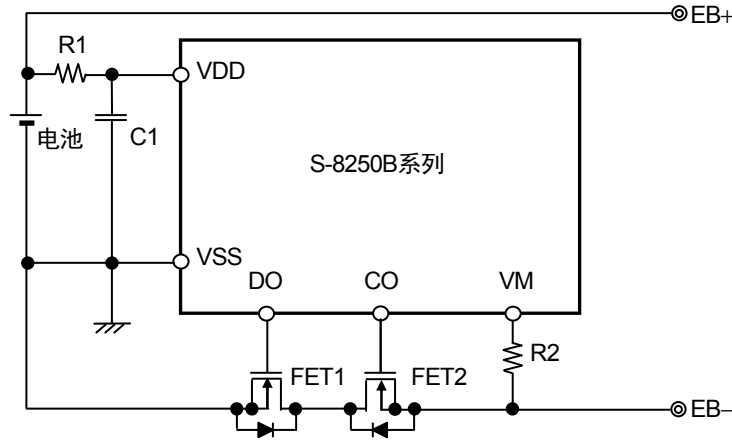 EB+
R1
VDD
电池
C1
S-8250B系列
VSS
DO
CO
VM
R2
FET1
FET2
EB−